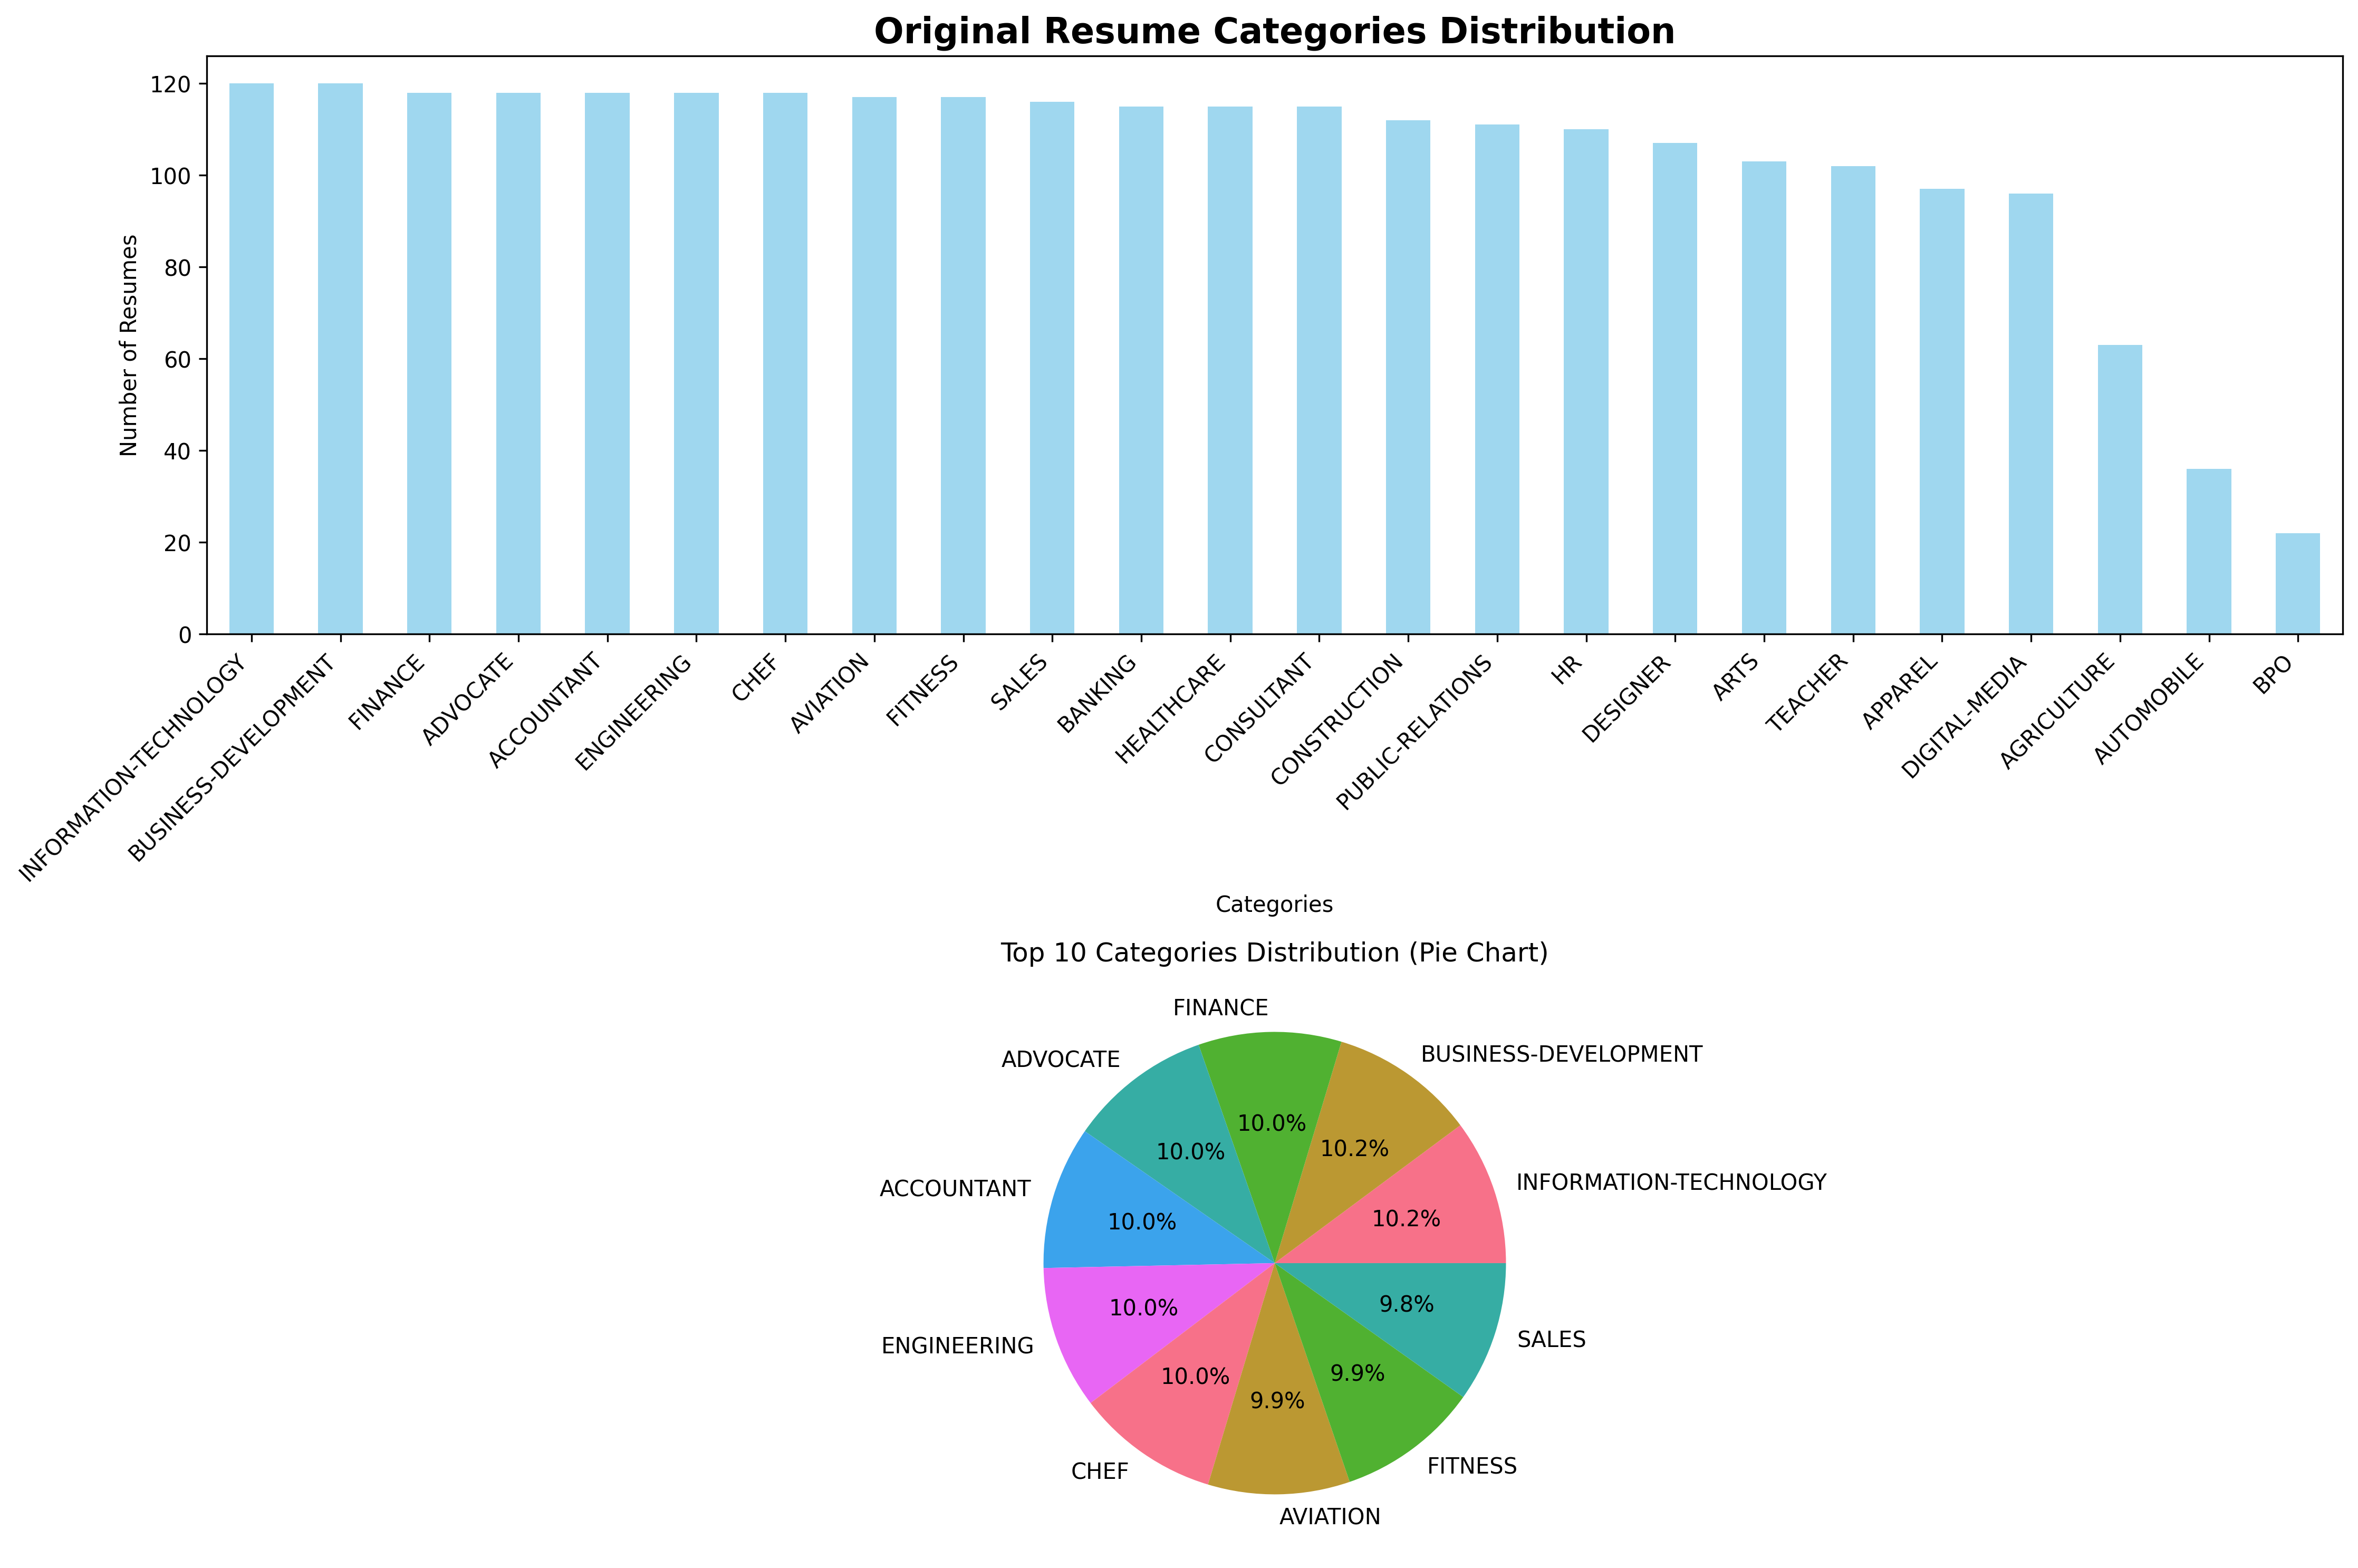 Original Resume Categories Distribution
120
100
80
60
40
20
0
Number of Resumes
INFORMATION-TECHNOLOGY
BUSINESS-DEVELOPMENT
FINANCE
ADVOCATE
ACCOUNTANT
ENGINEERING
CHEF
AVIATION
FITNESS
SALES
BANKING
HEALTHCARE
CONSULTANT
CONSTRUCTION
PUBLIC-RELATIONS
HR
DESIGNER
ARTS
TEACHER
APPAREL
DIGITAL-MEDIA
AGRICULTURE
AUTOMOBILE
BPO
Categories
Top 10 Categories Distribution (Pie Chart)
FINANCE
BUSINESS-DEVELOPMENT
ADVOCATE
10.0%
10.2%
10.0%
INFORMATION-TECHNOLOGY
ACCOUNTANT
10.2%
10.0%
9.8%
10.0%
SALES
ENGINEERING
9.9%
10.0%
9.9%
FITNESS
CHEF
AVIATION